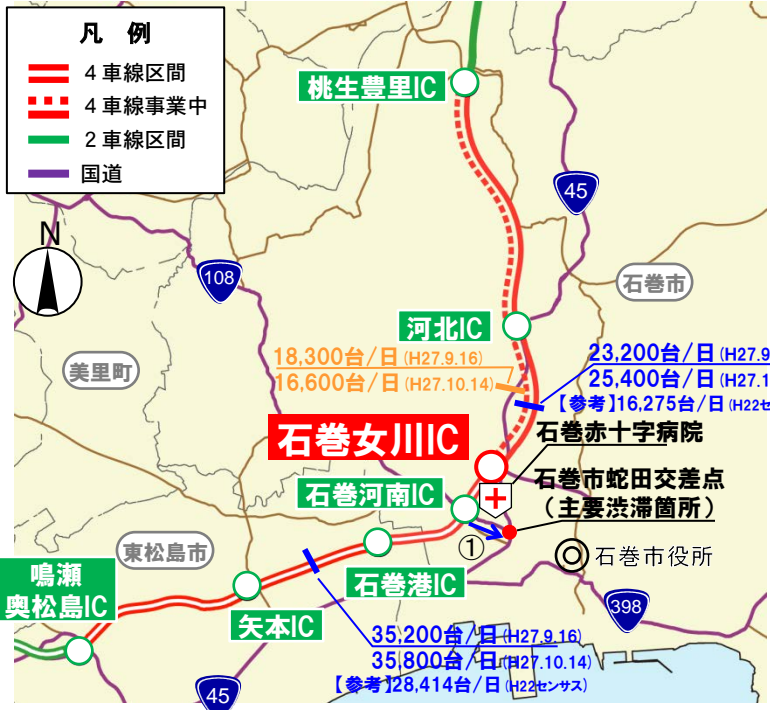 凡 例
4車線区間
4車線事業中
2車線区間
国道
N
桃生豊里IC
45
108
石巻市
河北IC
美里町
18,300台/日(H27.9.16)
16,600台/日(H27.10.14)
23,200台/日(H27.9
25,400台/日(H27.1
【参考】16,275台/日(H22セ
石巻女川IC
石巻赤十字病院
石巻河南IC
石巻市蛇田交差点
(主要渋滞箇所)
①
東松島市
石巻港IC
石巻市役所
鳴瀬
奥松島IC
矢本IC
398
35,200台/日(H27.9.16)
35,800台/日(H27.10.14)
【参考】28,414台/日(H22センサス)
45